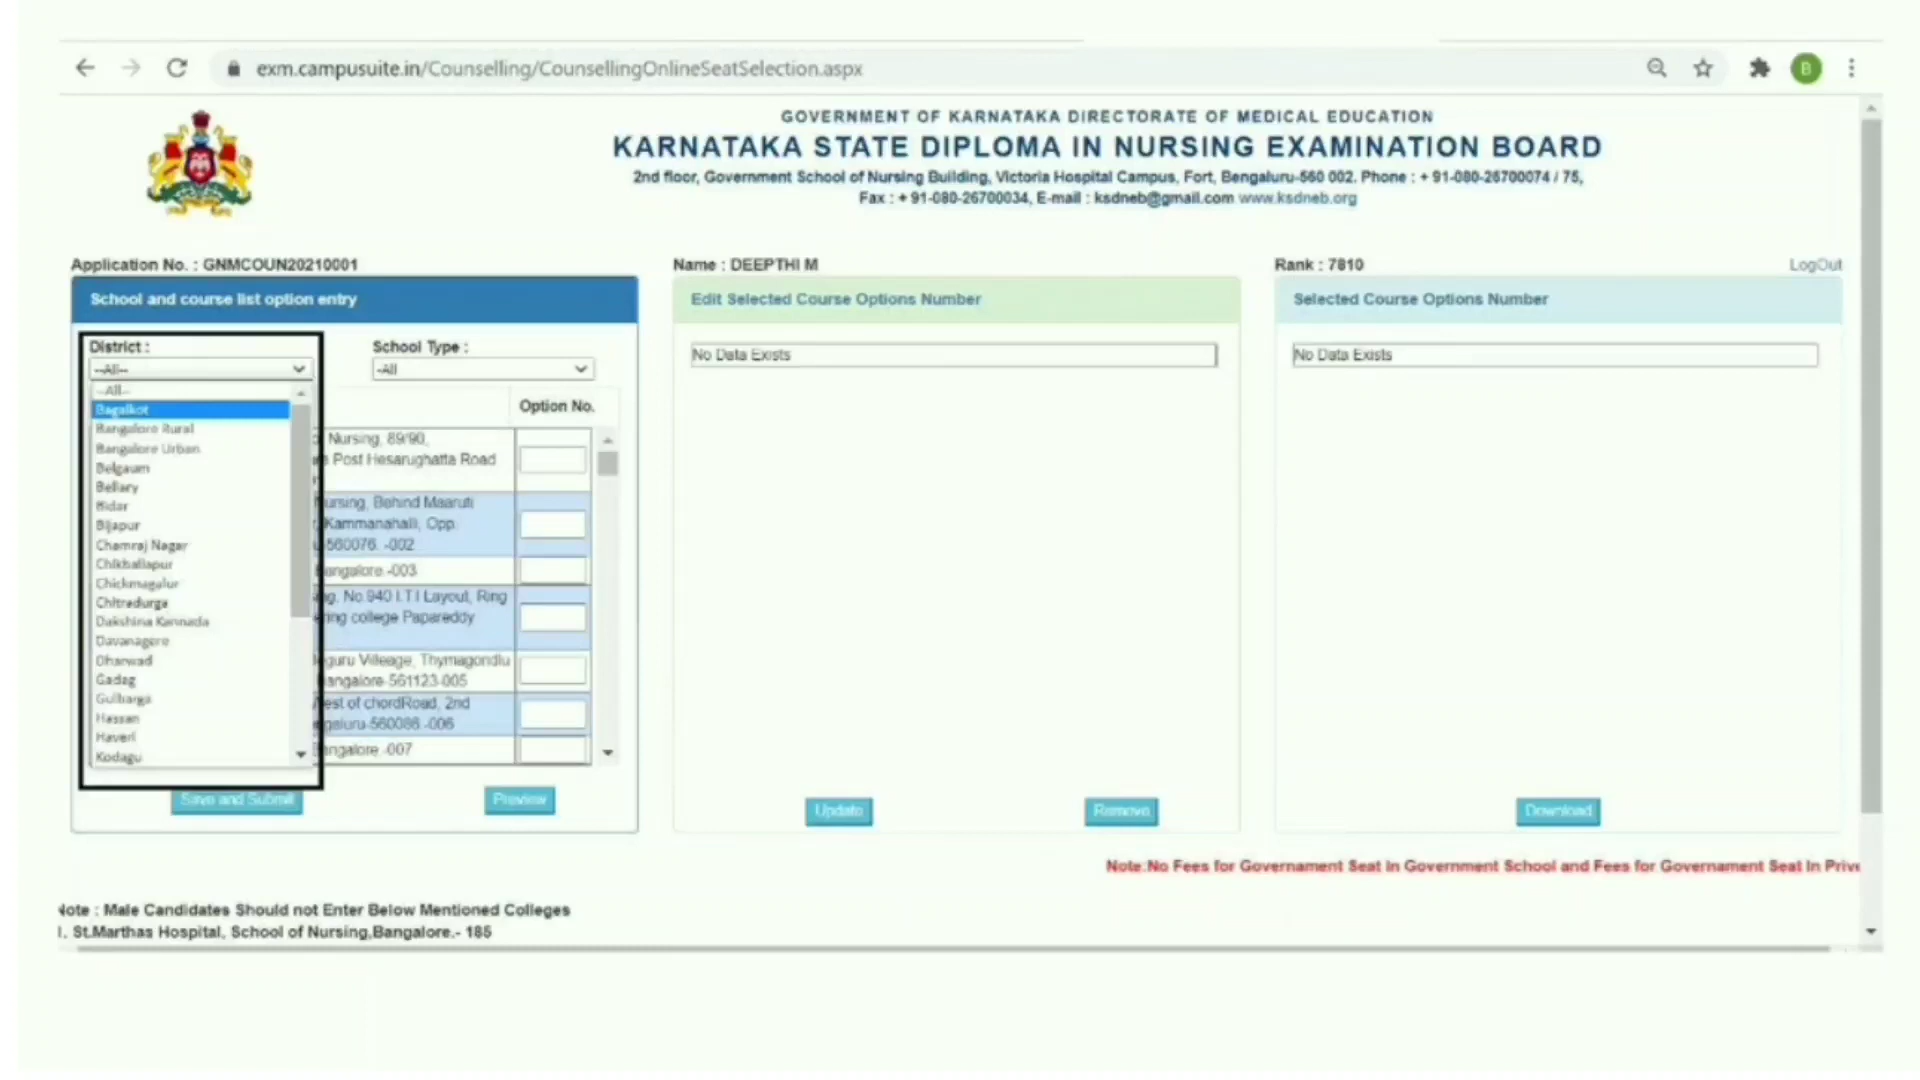 exm.campusuite.in/Counselling/CounsellingOnlineSeatSelection.aspx
B
GOVERNMENT OF KARNATAKA DIRECTORATE OF MEDICAL EDUCATION
KARNATAKA STATE DIPLOMA IN NURSING EXAMINATION BOARD
2nd floor, Government School of Nursing Building, Victoria Hospital Campus, Fort, Bengaluru-560 002. Phone : + 91-080-26700074 / 75,
Fax : + 91-080-26700034, E-mail : ksdneb@gmail.com www.ksdneb.org
Application No. : GNMCOUN20210001
Name : DEEPTHI M
Rank : 7810
LogOut
School and course list option entry
Edit Selected Course Options Number
Selected Course Options Number
District :
School Type :
--All--
-All
No Data Exists
No Data Exists
--All--
Bagalkot
Bangalore Rural
Bangalore Urban
Belgaum
Bellary
Bidar
Bijapur
Chamraj Nagar
Chikballapur
Chickmagalur
Chitradurga
Dakshina Kannada
Davanagere
Dharwad
Gadag
Gulbarga
Hassan
Haveri
Kodagu
Option No.
Nursing, 89/90,
Post Hesarughatta Road
ursing, Behind Maaruti
Kammanahalli, Opp.
560076. -002
angalore.-003
No.940 I.T.I Layout, Ring
ring college Papareddy
eguru Villeage, Thymagondlu
angalore-561123-005
est of chordRoad, 2nd
galuru-560086.-006
angalore -007
Save and Submit
Preview
Update
Remove
Download
Note:No Fees for Governament Seat In Government School and Fees for Governament Seat In Prive
Note : Male Candidates Should not Enter Below Mentioned Colleges
1. St.Marthas Hospital, School of Nursing,Bangalore.- 185